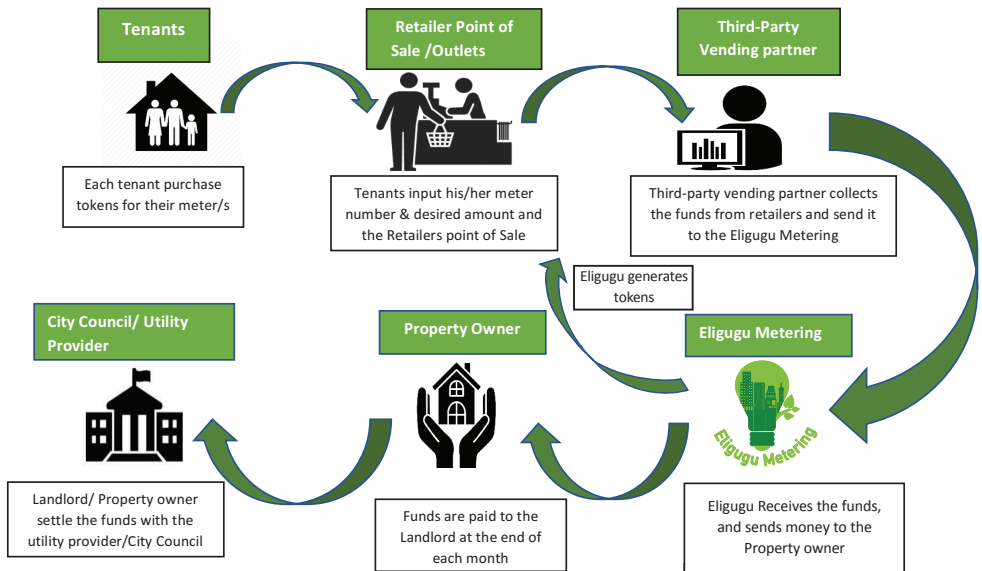 Tenants
Each tenant purchase
tokens for their meter/s
Retailer Point of
Sale /Outlets
Tenants input his/her meter
number & desired amount and
the Retailers point of Sale
Third-Party
Vending partner
Third-party vending partner collects
the funds from retailers and send it
to the Eligugu Metering
Eligugu generates
tokens
Eligugu Metering
Eligugu Metering
Eligugu Receives the funds,
and sends money to the
Property owner
Property Owner
Funds are paid to the
Landlord at the end of
each month
City Council/ Utility
Provider
Landlord/ Property owner
settle the funds with the
utility provider/City Council